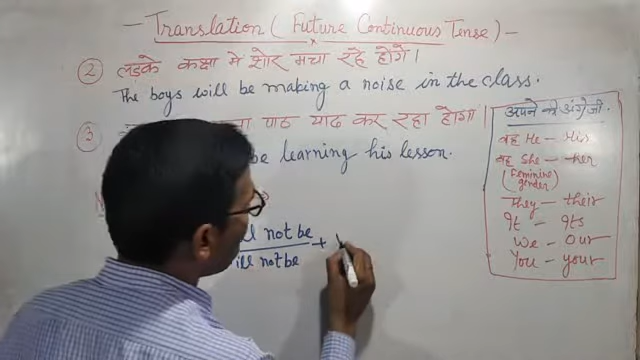 — Translation ( Future Continuous Tense) —
② लड़के कक्षा मे शोर मचा रहे होगें।
The boys will be making a noise in the class.
③ पाठ याद कर रहा होगा।
be learning his lesson.
not be +
ill not be
अपने की अंग्रेजी.
वह He — His
वह She — Her
(Feminine gender)
They — their
It — Its
We — Our
You — your